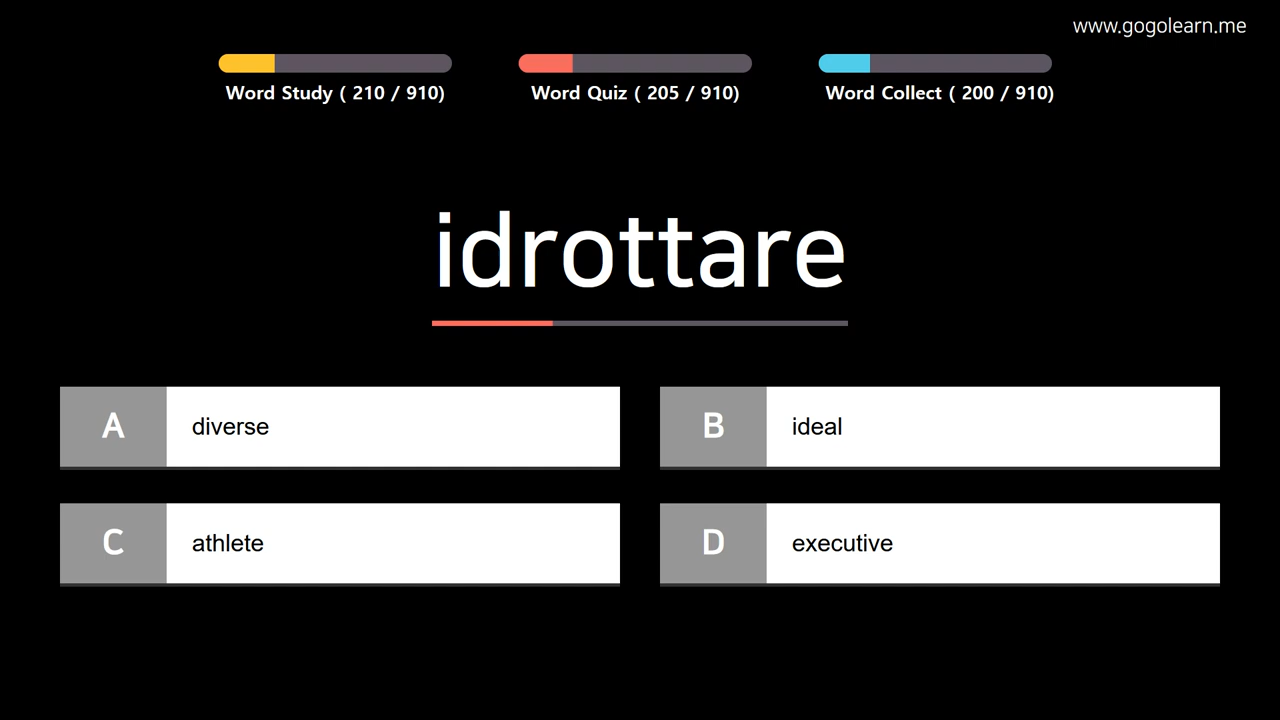 www.gogolearn.me
Word Study ( 210 / 910)
Word Quiz ( 205 / 910)
Word Collect ( 200 / 910)
idrottare
A diverse
B ideal
C athlete
D executive